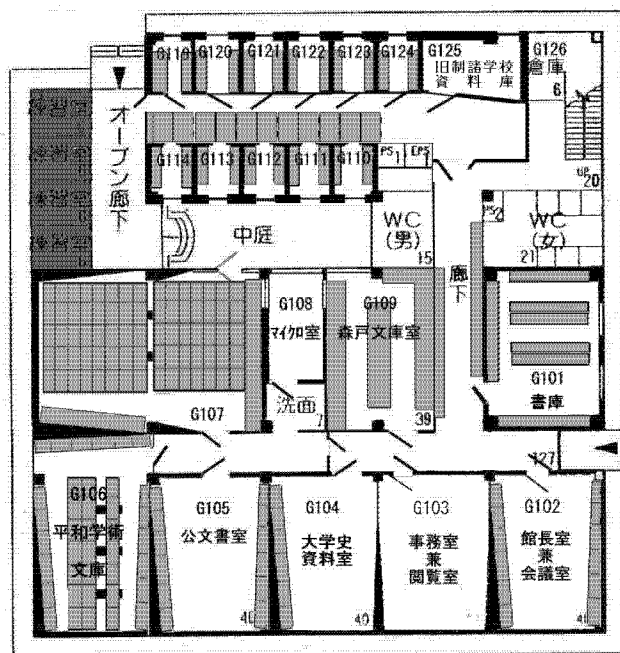 G119
G120
G121
G122
G123
G124
G125
旧制諸学校
資料庫
G126
倉庫
6
オープン廊下
G114
G113
G112
G111
G110
PS
1
EPS
1
UP
20
中庭
WC
(男)
15
廊下
PS
2
WC
(女)
21
G108
マイクロ室
G109
森戸文庫室
G101
書庫
G107
洗面
7
39
127
G106
平和学術
文庫
G105
公文書室
40
G104
大学史
資料室
40
G103
事務室
兼
閲覧室
G102
館長室
兼
会議室